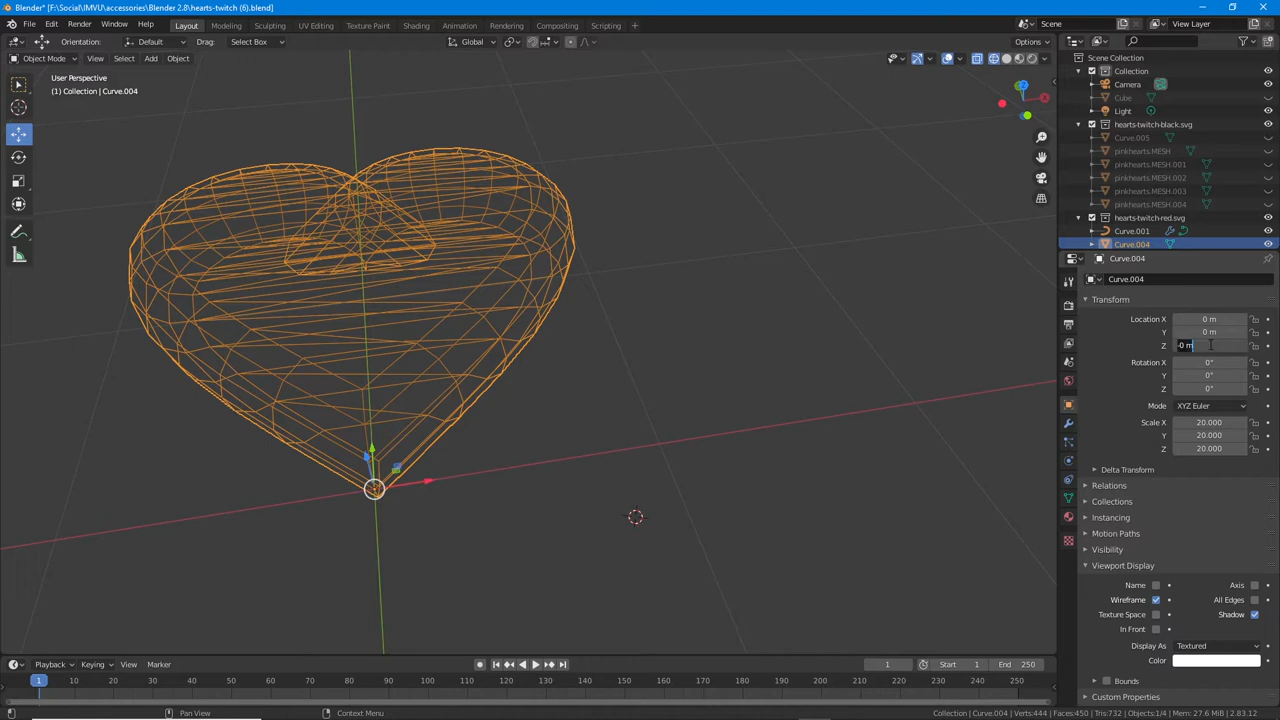 Blender* [F:\Social\IMVU\accessories\Blender 2.8\hearts-twitch (6).blend]
File Edit Render Window Help Layout Modeling Sculpting UV Editing Texture Paint Shading Animation Rendering Compositing Scripting + Scene View Layer
Orientation: Default Drag: Select Box Global Options
Object Mode View Select Add Object
User Perspective
(1) Collection | Curve.004
Scene Collection
Collection
Camera
Cube
Light
hearts-twitch-black.svg
Curve.005
pinkhearts.MESH
pinkhearts.MESH.001
pinkhearts.MESH.002
pinkhearts.MESH.003
pinkhearts.MESH.004
hearts-twitch-red.svg
Curve.001
Curve.004
Curve.004
Curve.004
Transform
Location X 0 m
Y 0 m
Z -0 m
Rotation X 0°
Y 0°
Z 0°
Mode XYZ Euler
Scale X 20.000
Y 20.000
Z 20.000
Delta Transform
Relations
Collections
Instancing
Motion Paths
Visibility
Viewport Display
Name Axis
Wireframe All Edges
Texture Space Shadow
In Front
Display As Textured
Color
Bounds
Custom Properties
Playback Keying View Marker 1 Start 1 End 250
1 10 20 30 40 50 60 70 80 90 100 110 120 130 140 150 160 170 180 190 200 210 220 230 240 250
Pan View Context Menu Collection | Curve.004 | Verts:444 | Faces:450 | Tris:732 | Objects:1/4 | Mem: 27.6 MiB | 2.83.12